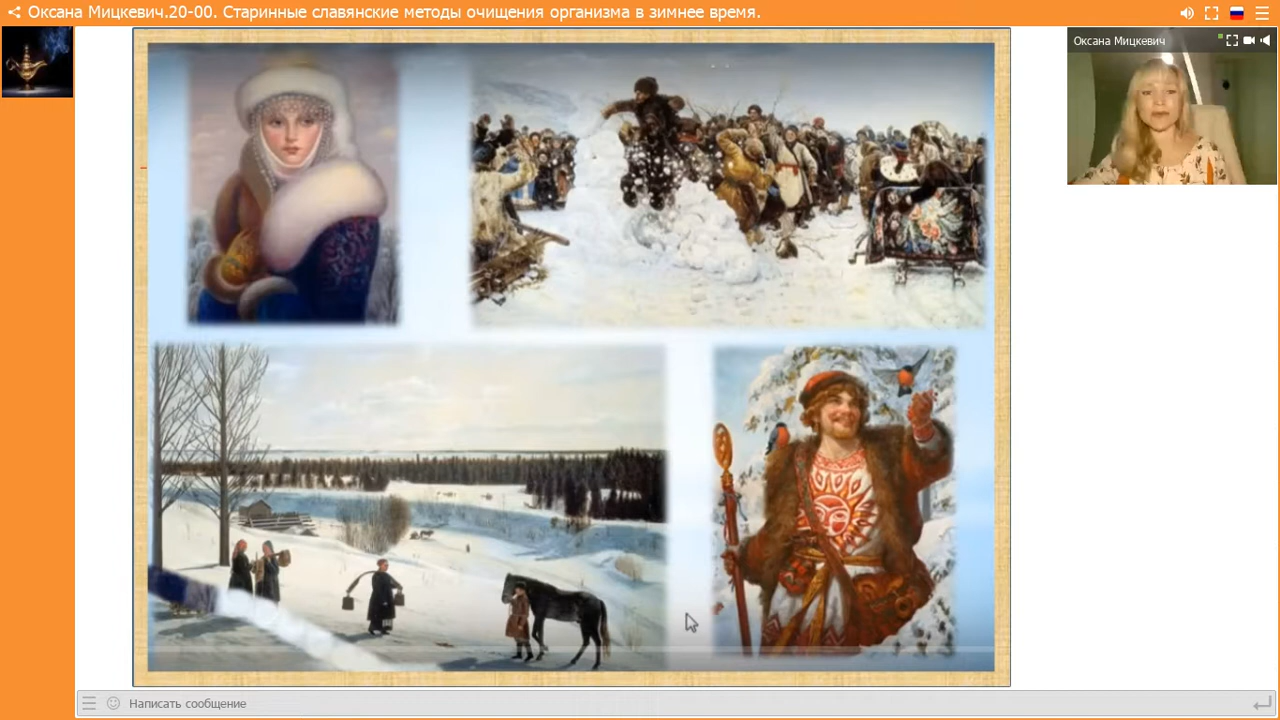 Оксана Мицкевич.20-00. Старинные славянские методы очищения организма в зимнее время.
Оксана Мицкевич
Написать сообщение